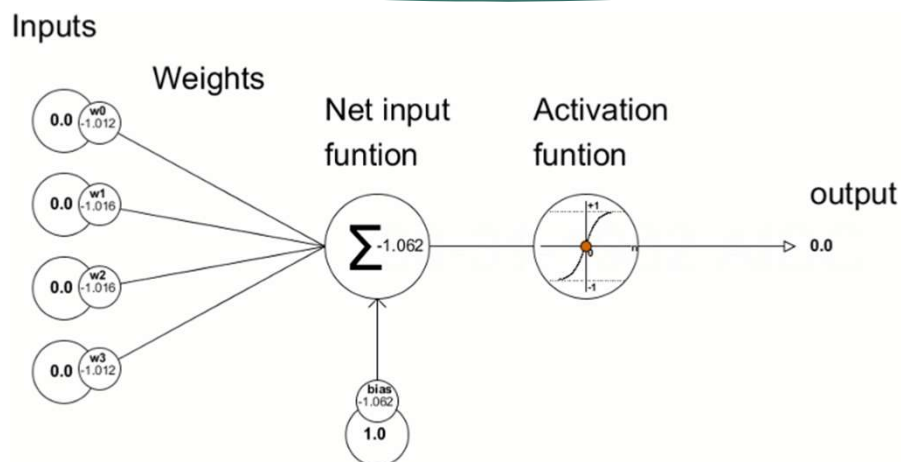 Inputs
Weights
Net input
funtion
Activation
funtion
output
0.0
w0
-1.012
0.0
w1
-1.016
0.0
w2
-1.016
0.0
w3
-1.012
Σ
-1.062
+1
0
-1
0.0
bias
-1.062
1.0